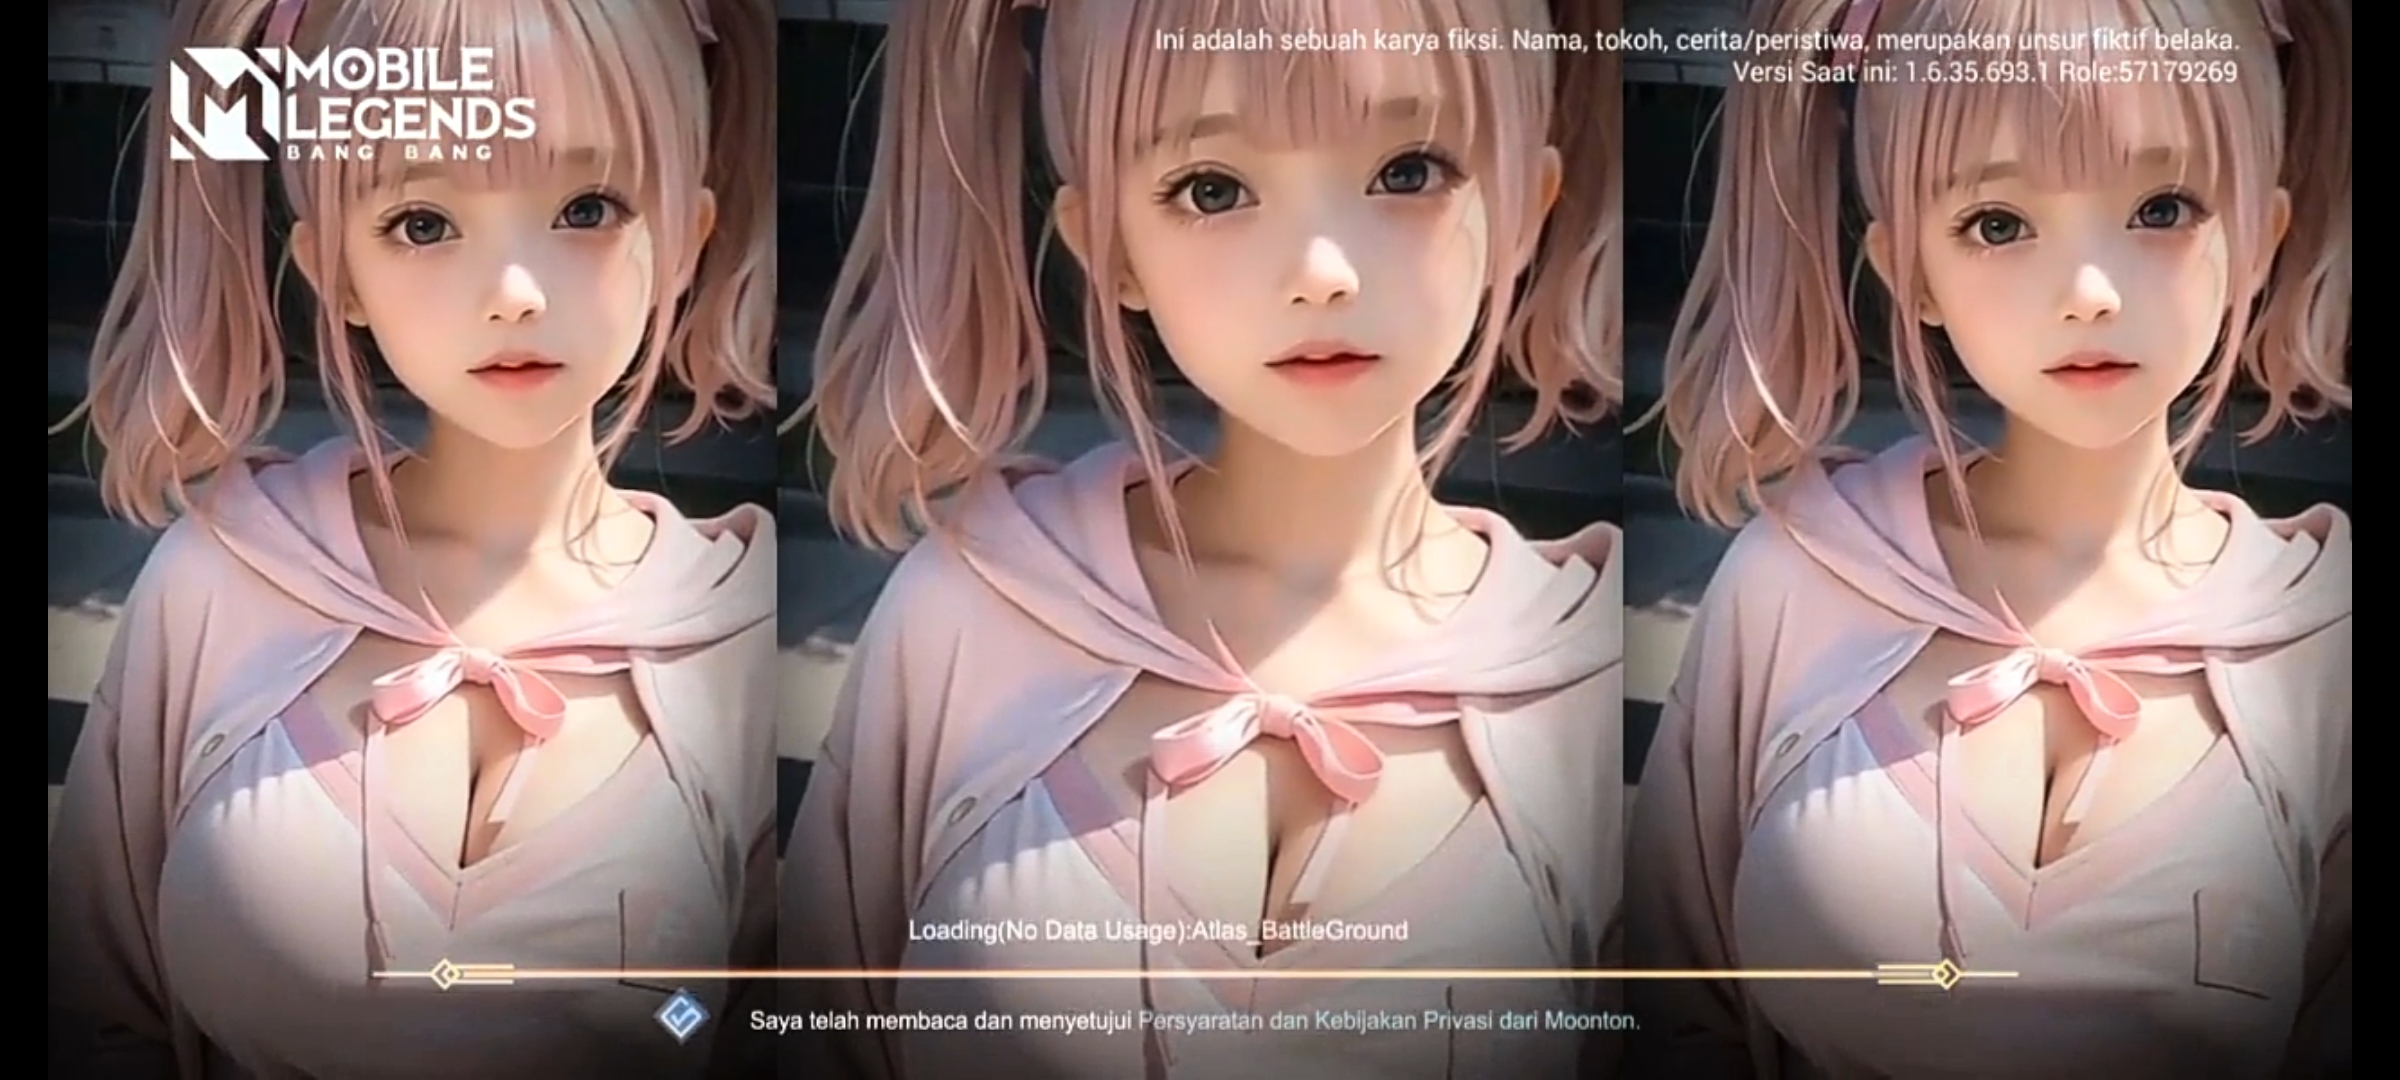 MOBILE
LEGENDS
BANG BANG
Ini adalah sebuah karya fiksi. Nama, tokoh, cerita/peristiwa, merupakan unsur fiktif belaka.
Versi Saat ini: 1.6.35.693.1 Role:57179269
Loading(No Data Usage):Atlas_BattleGround
Saya telah membaca dan menyetujui Persyaratan dan Kebijakan Privasi dari Moonton.